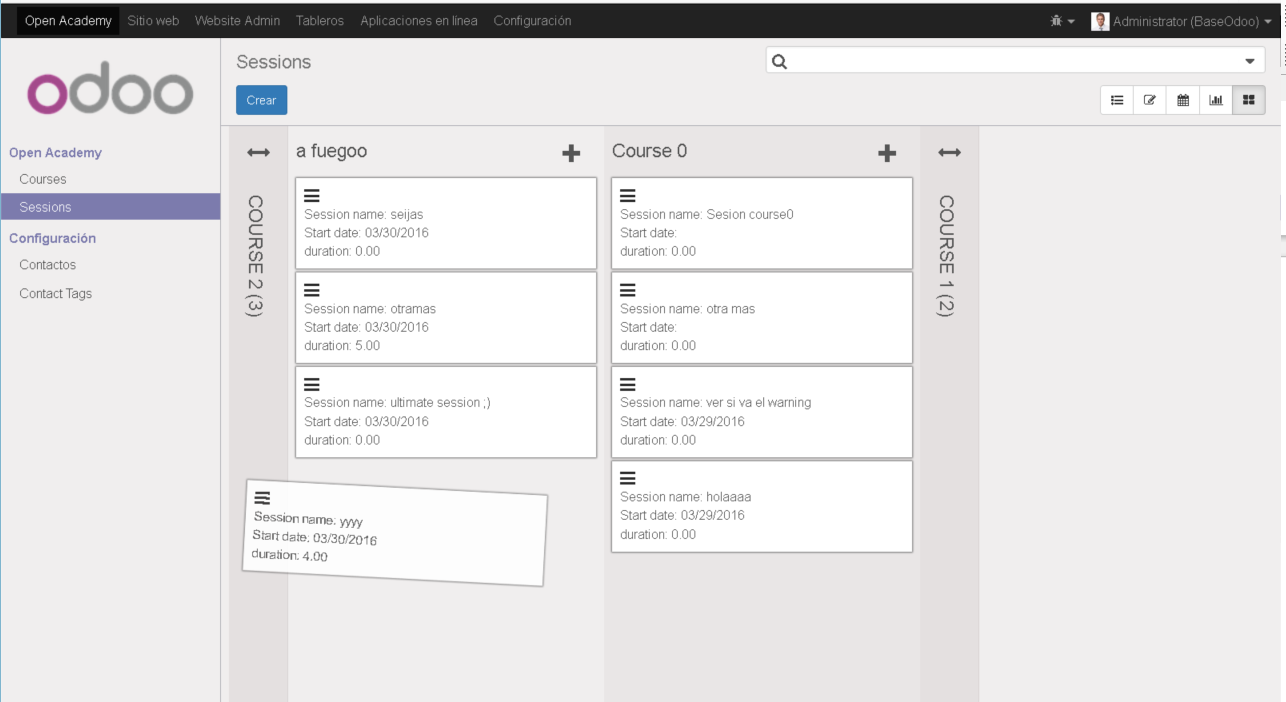 Open Academy Sitio web Website Admin Tableros Aplicaciones en línea Configuración Administrator (BaseOdoo)
odoo
Sessions
Crear
Open Academy
Courses
Sessions
Configuración
Contactos
Contact Tags
COURSE 2 (3)
a fuegoo
Session name: seijas
Start date: 03/30/2016
duration: 0.00
Session name: otramas
Start date: 03/30/2016
duration: 5.00
Session name: ultimate session ;)
Start date: 03/30/2016
duration: 0.00
Session name: yyyy
Start date: 03/30/2016
duration: 4.00
Course 0
Session name: Sesion course0
Start date:
duration: 0.00
Session name: otra mas
Start date:
duration: 0.00
Session name: ver si va el warning
Start date: 03/29/2016
duration: 0.00
Session name: holaaaa
Start date: 03/29/2016
duration: 0.00
COURSE 1 (2)